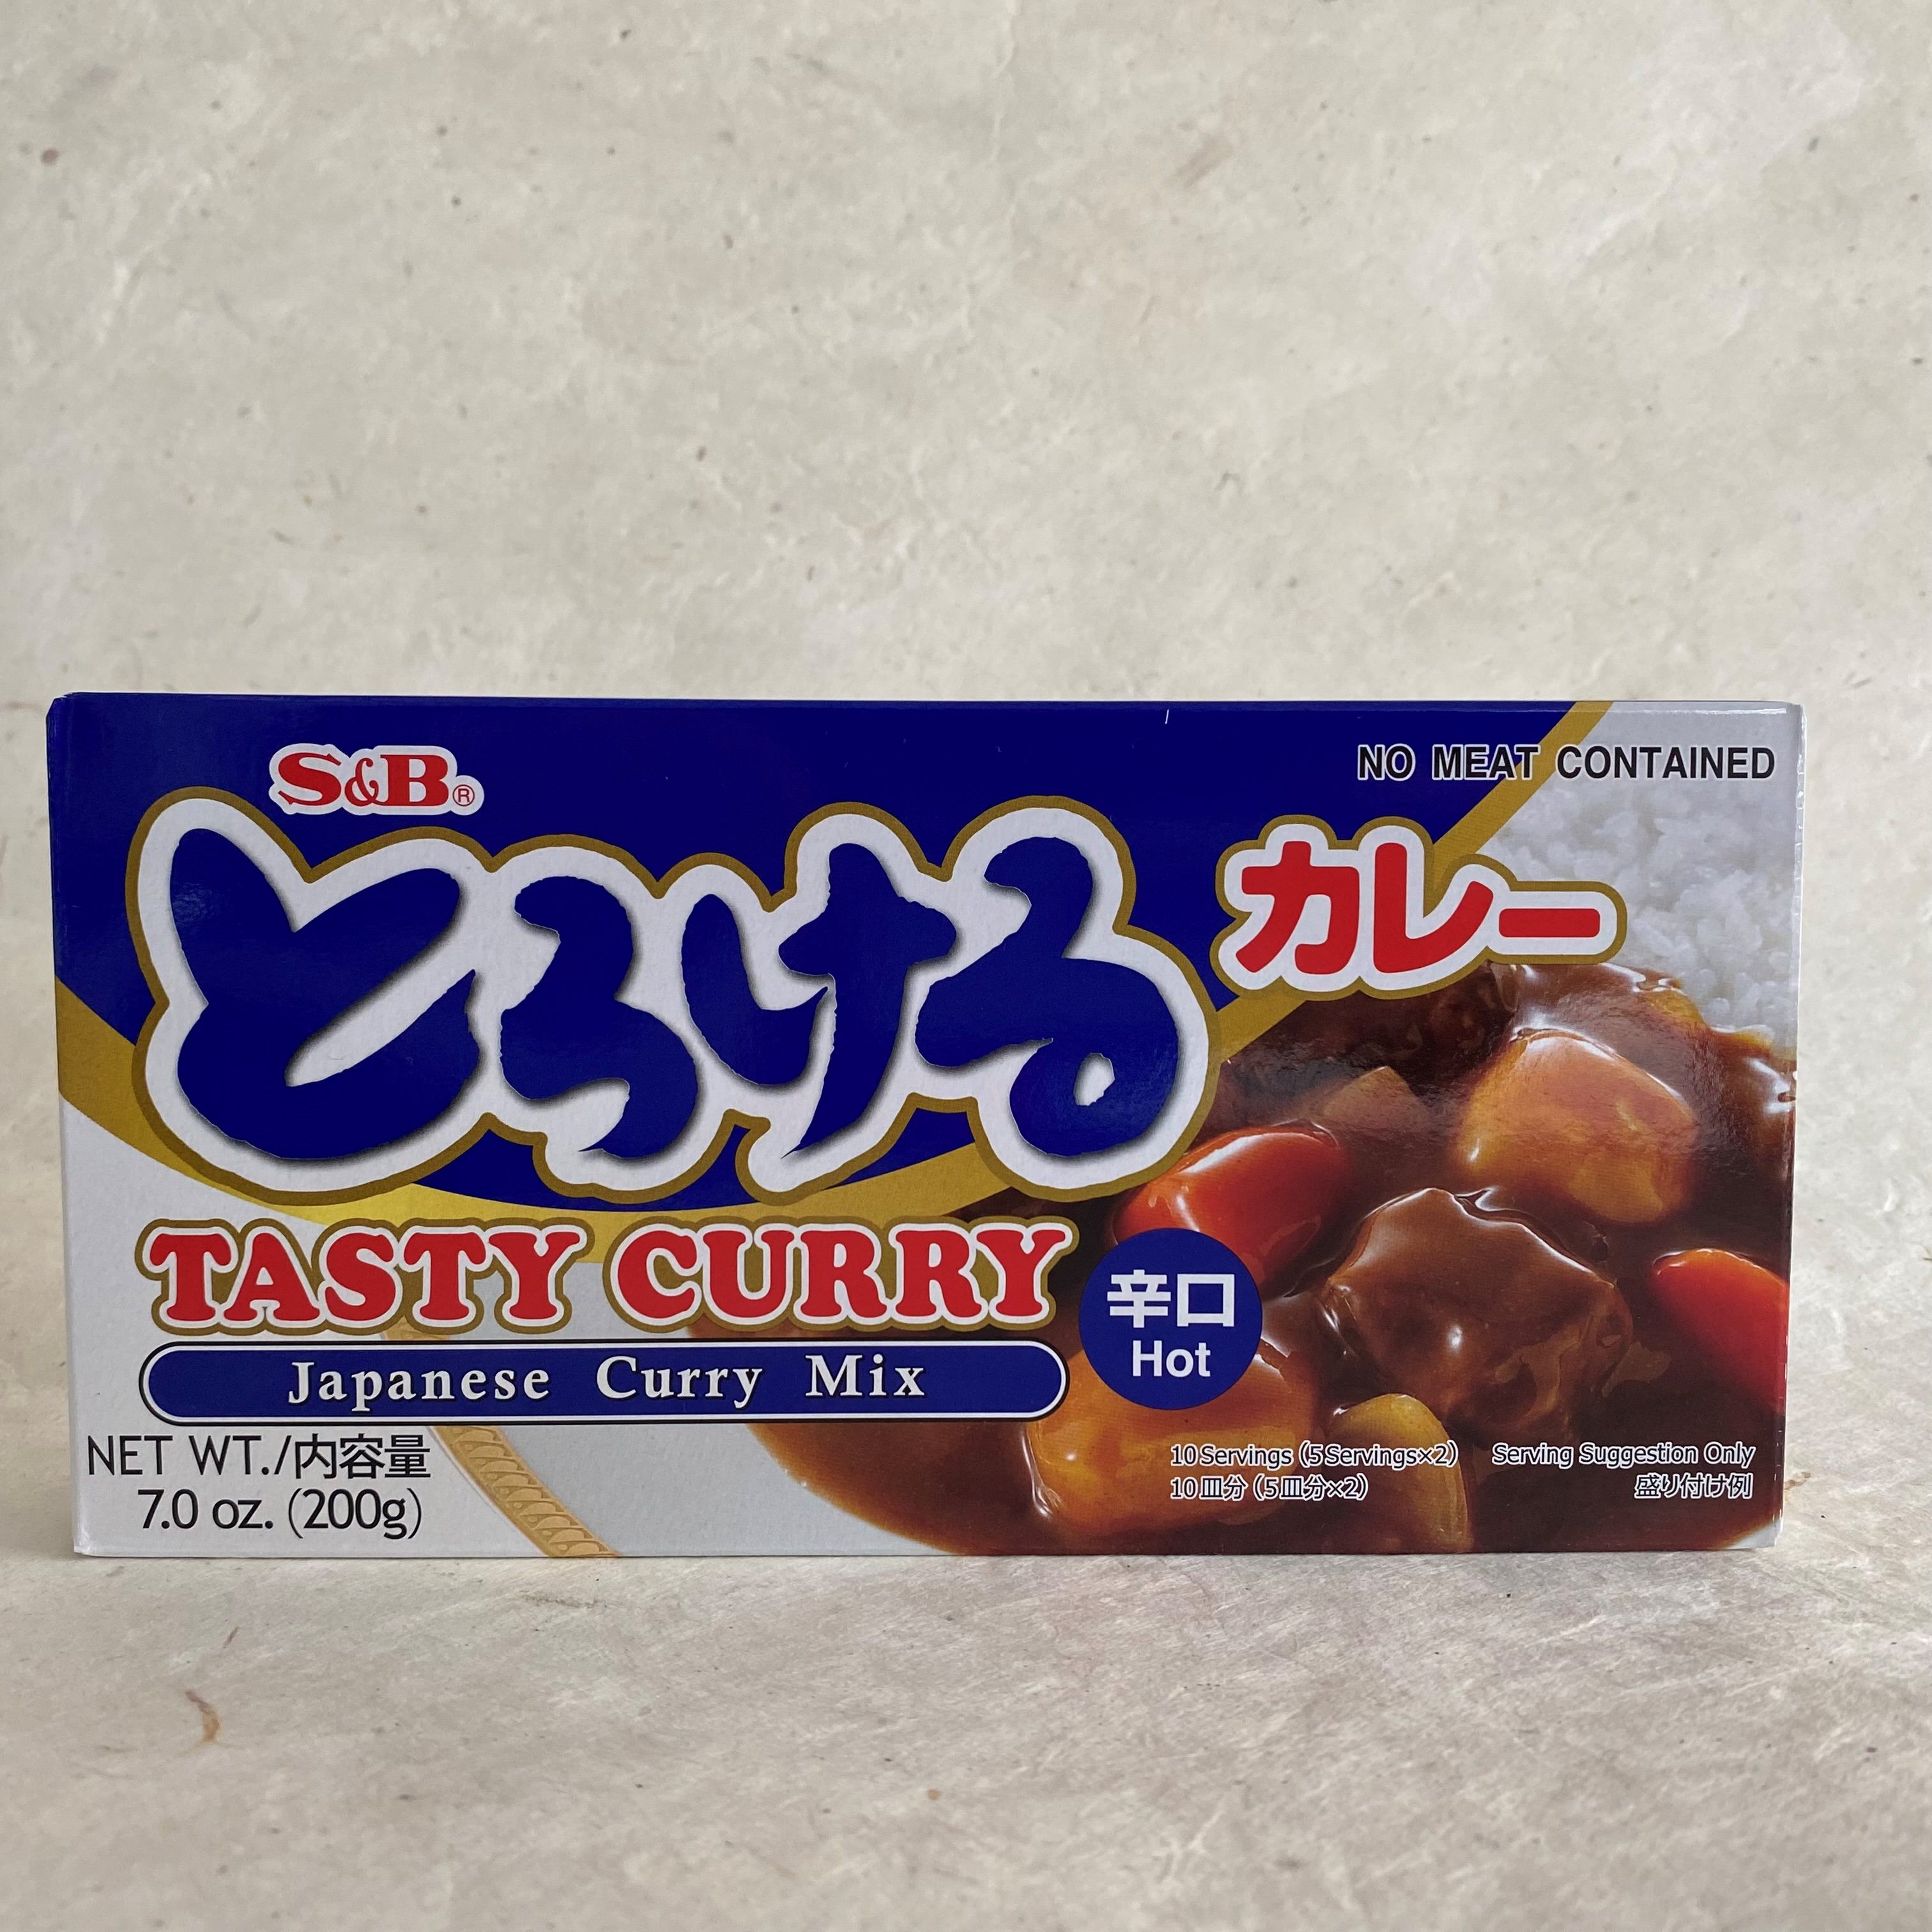 S&B®
NO MEAT CONTAINED
とろけるカレー
TASTY CURRY
Japanese Curry Mix
辛口
Hot
NET WT./内容量
7.0 oz. (200g)
10 Servings (5 Servings×2)
10皿分 (5皿分×2)
Serving Suggestion Only
盛り付け例